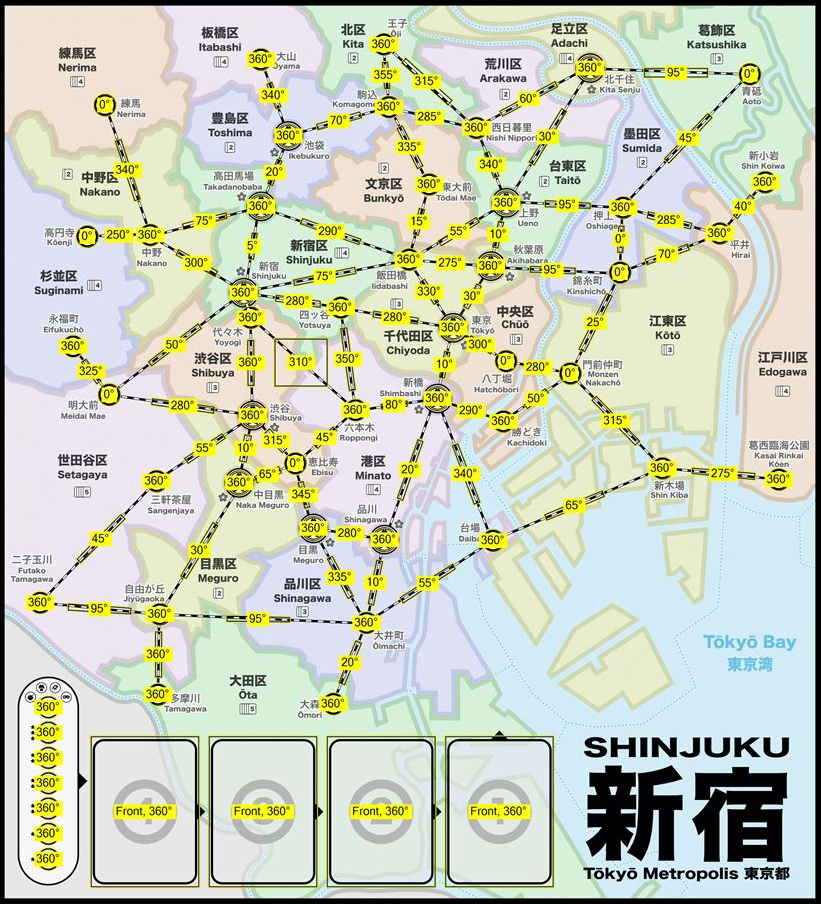 王子
Ōji
北区
Kita
2
360°
板橋区
Itabashi
4
360°
大山
Oyama
足立区
Adachi
4
葛飾区
Katsushika
3
荒川区
Arakawa
2
練馬区
Nerima
4
355°
315°
360°
北千住
Kita Senju
95°
0°
青砥
Aoto
340°
0°
練馬
Nerima
駒込
Komagome
360°
60°
豊島区
Toshima
2
70°
285°
360°
西日暮里
Nishi Nippori
30°
墨田区
Sumida
2
45°
360°
池袋
Ikebukuro
335°
新小岩
Shin Koiwa
360°
中野区
Nakano
2
340°
高田馬場
Takadanobaba
20°
文京区
Bunkyō
2
360°
東大前
Tōdai Mae
340°
台東区
Taitō
2
360°
360°
上野
Ueno
95°
360°
押上
Oshiage
285°
40°
高円寺
Kōenji
0°
250°
360°
中野
Nakano
75°
290°
15°
55°
10°
0°
360°
平井
Hirai
5°
新宿区
Shinjuku
4
360°
飯田橋
Iidabashi
275°
秋葉原
Akihabara
360°
95°
錦糸町
Kinshichō
0°
70°
300°
新宿
Shinjuku
75°
杉並区
Suginami
4
360°
280°
360°
四ッ谷
Yotsuya
330°
30°
3
永福町
Eifukuchō
360°
代々木
Yoyogi
280°
千代田区
Chiyoda
360°
東京
Tōkyō
中央区
Chūō
3
25°
江東区
Kōtō
3
360°
50°
300°
325°
渋谷区
Shibuya
3
360°
310°
350°
10°
0°
八丁堀
Hatchōbori
280°
0°
門前仲町
Monzen
Nakachō
江戸川区
Edogawa
4
明大前
Meidai Mae
0°
280°
新橋
Shimbashi
360°
360°
渋谷
Shibuya
360°
六本木
Roppongi
80°
290°
50°
360°
勝どき
Kachidoki
315°
55°
10°
315°
45°
世田谷区
Setagaya
5
0°
恵比寿
Ebisu
港区
Minato
4
20°
340°
360°
新木場
Shin Kiba
275°
葛西臨海公園
Kasai Rinkai
Kōen
360°
360°
三軒茶屋
Sangenjaya
360°
65°
中目黒
Naka Meguro
345°
品川
Shinagawa
65°
45°
30°
360°
目黒
Meguro
280°
360°
台場
Daiba
360°
二子玉川
Futako
Tamagawa
目黒区
Meguro
2
自由が丘
Jiyūgaoka
品川区
Shinagawa
3
335°
10°
55°
360°
95°
360°
95°
360°
大井町
Ōimachi
360°
大田区
Ōta
5
20°
360°
多摩川
Tamagawa
大森
Ōmori
360°
Tōkyō Bay
東京湾
360°
360°
360°
360°
360°
360°
360°
Front, 360°
Front, 360°
Front, 360°
Front, 360°
SHINJUKU
新宿
Tōkyō Metropolis 東京都